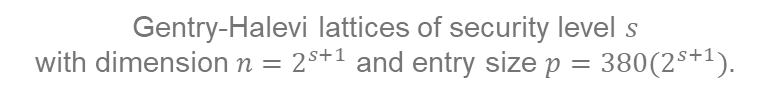 Gentry-Halevi lattices of security level s
with dimension n = 2^{s+1} and entry size p = 380(2^{s+1}).